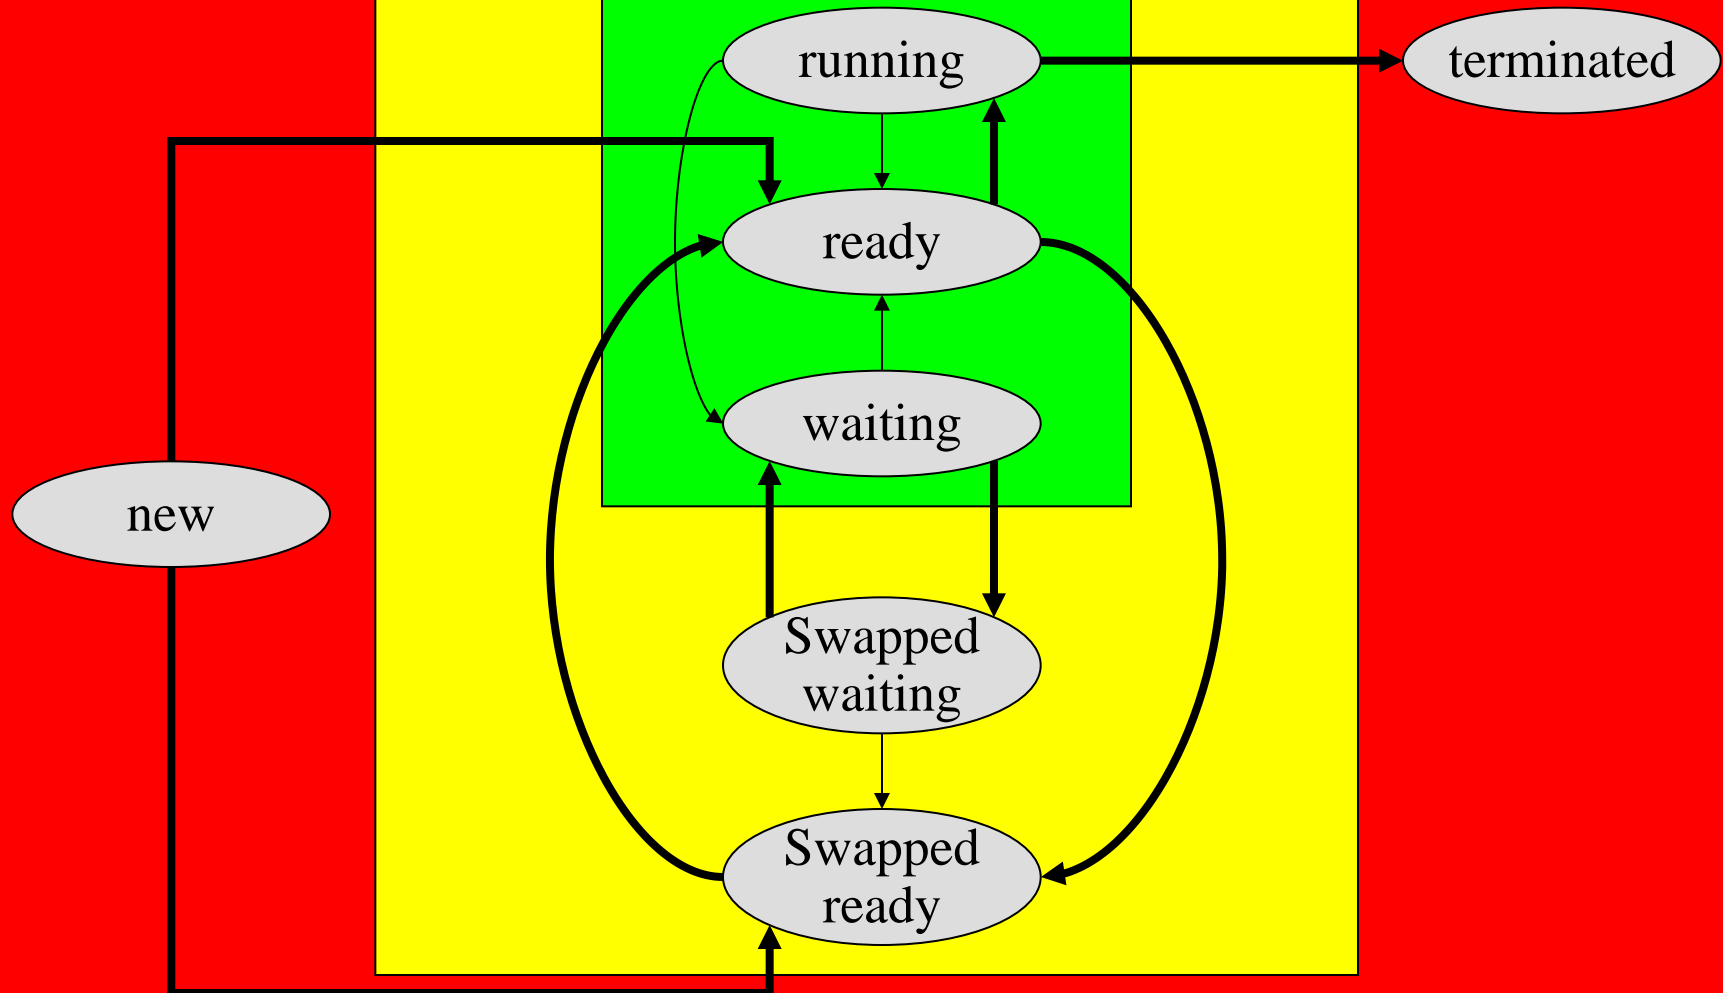 running
terminated
ready
waiting
new
Swapped
waiting
Swapped
ready